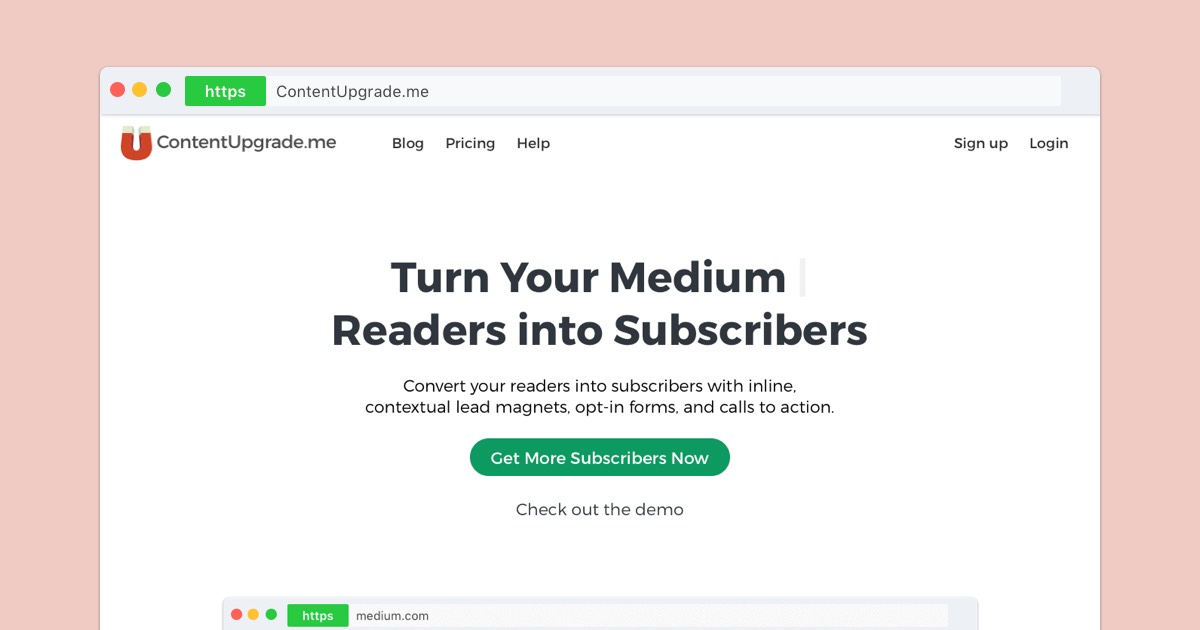 https ContentUpgrade.me
ContentUpgrade.me Blog Pricing Help Sign up Login
Turn Your Medium
Readers into Subscribers
Convert your readers into subscribers with inline,
contextual lead magnets, opt-in forms, and calls to action.
Get More Subscribers Now
Check out the demo
https medium.com